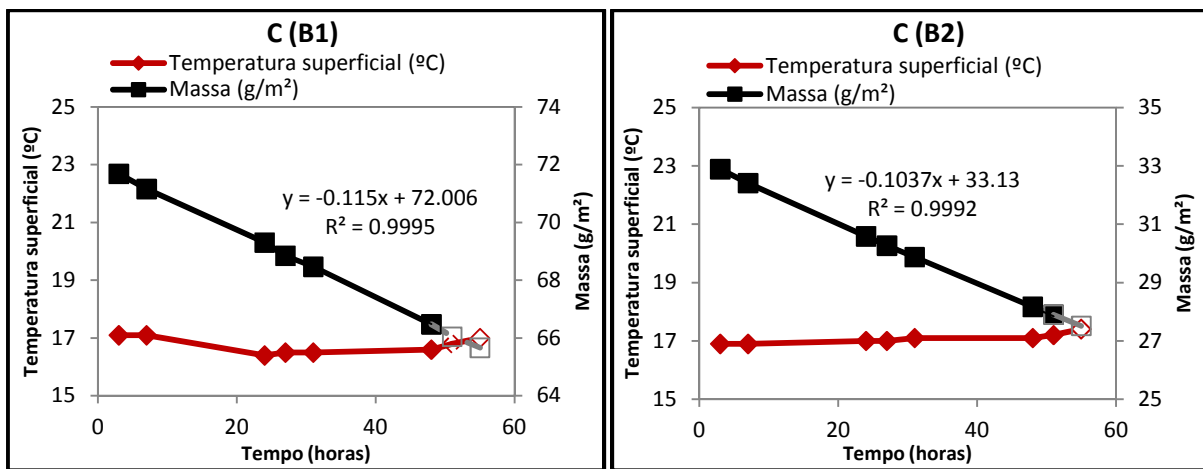 C (B1)
Temperatura superficial (ºC)
Massa (g/m²)
25
23
21
19
17
15
74
72
70
68
66
64
y = -0.115x + 72.006
R² = 0.9995
0
20
40
60
Temperatura superficial (ºC)
Massa (g/m²)
Tempo (horas)
C (B2)
Temperatura superficial (ºC)
Massa (g/m²)
25
23
21
19
17
15
35
33
31
29
27
25
y = -0.1037x + 33.13
R² = 0.9992
0
20
40
60
Temperatura superficial (ºC)
Massa (g/m²)
Tempo (horas)